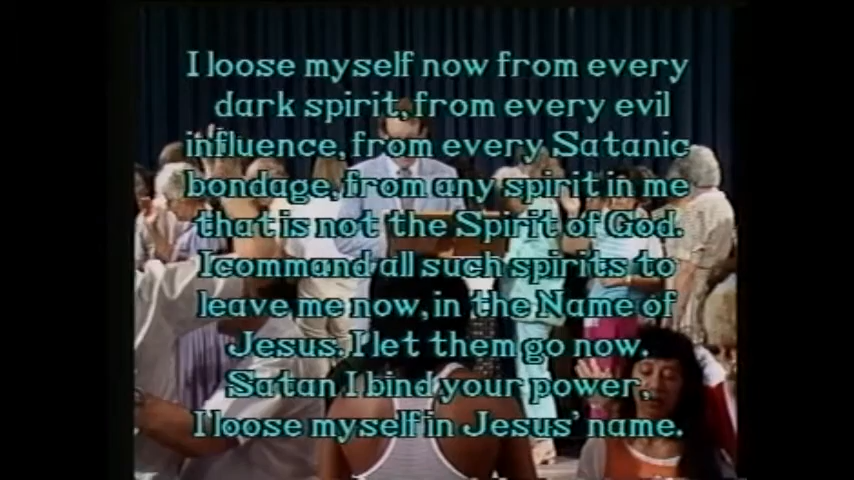 I loose myself now from every
dark spirit, from every evil
influence, from every Satanic
bondage, from any spirit in me
that is not the Spirit of God.
I command all such spirits to
leave me now, in the Name of
Jesus. I let them go now.
Satan I bind your power,
I loose myself in Jesus' name.